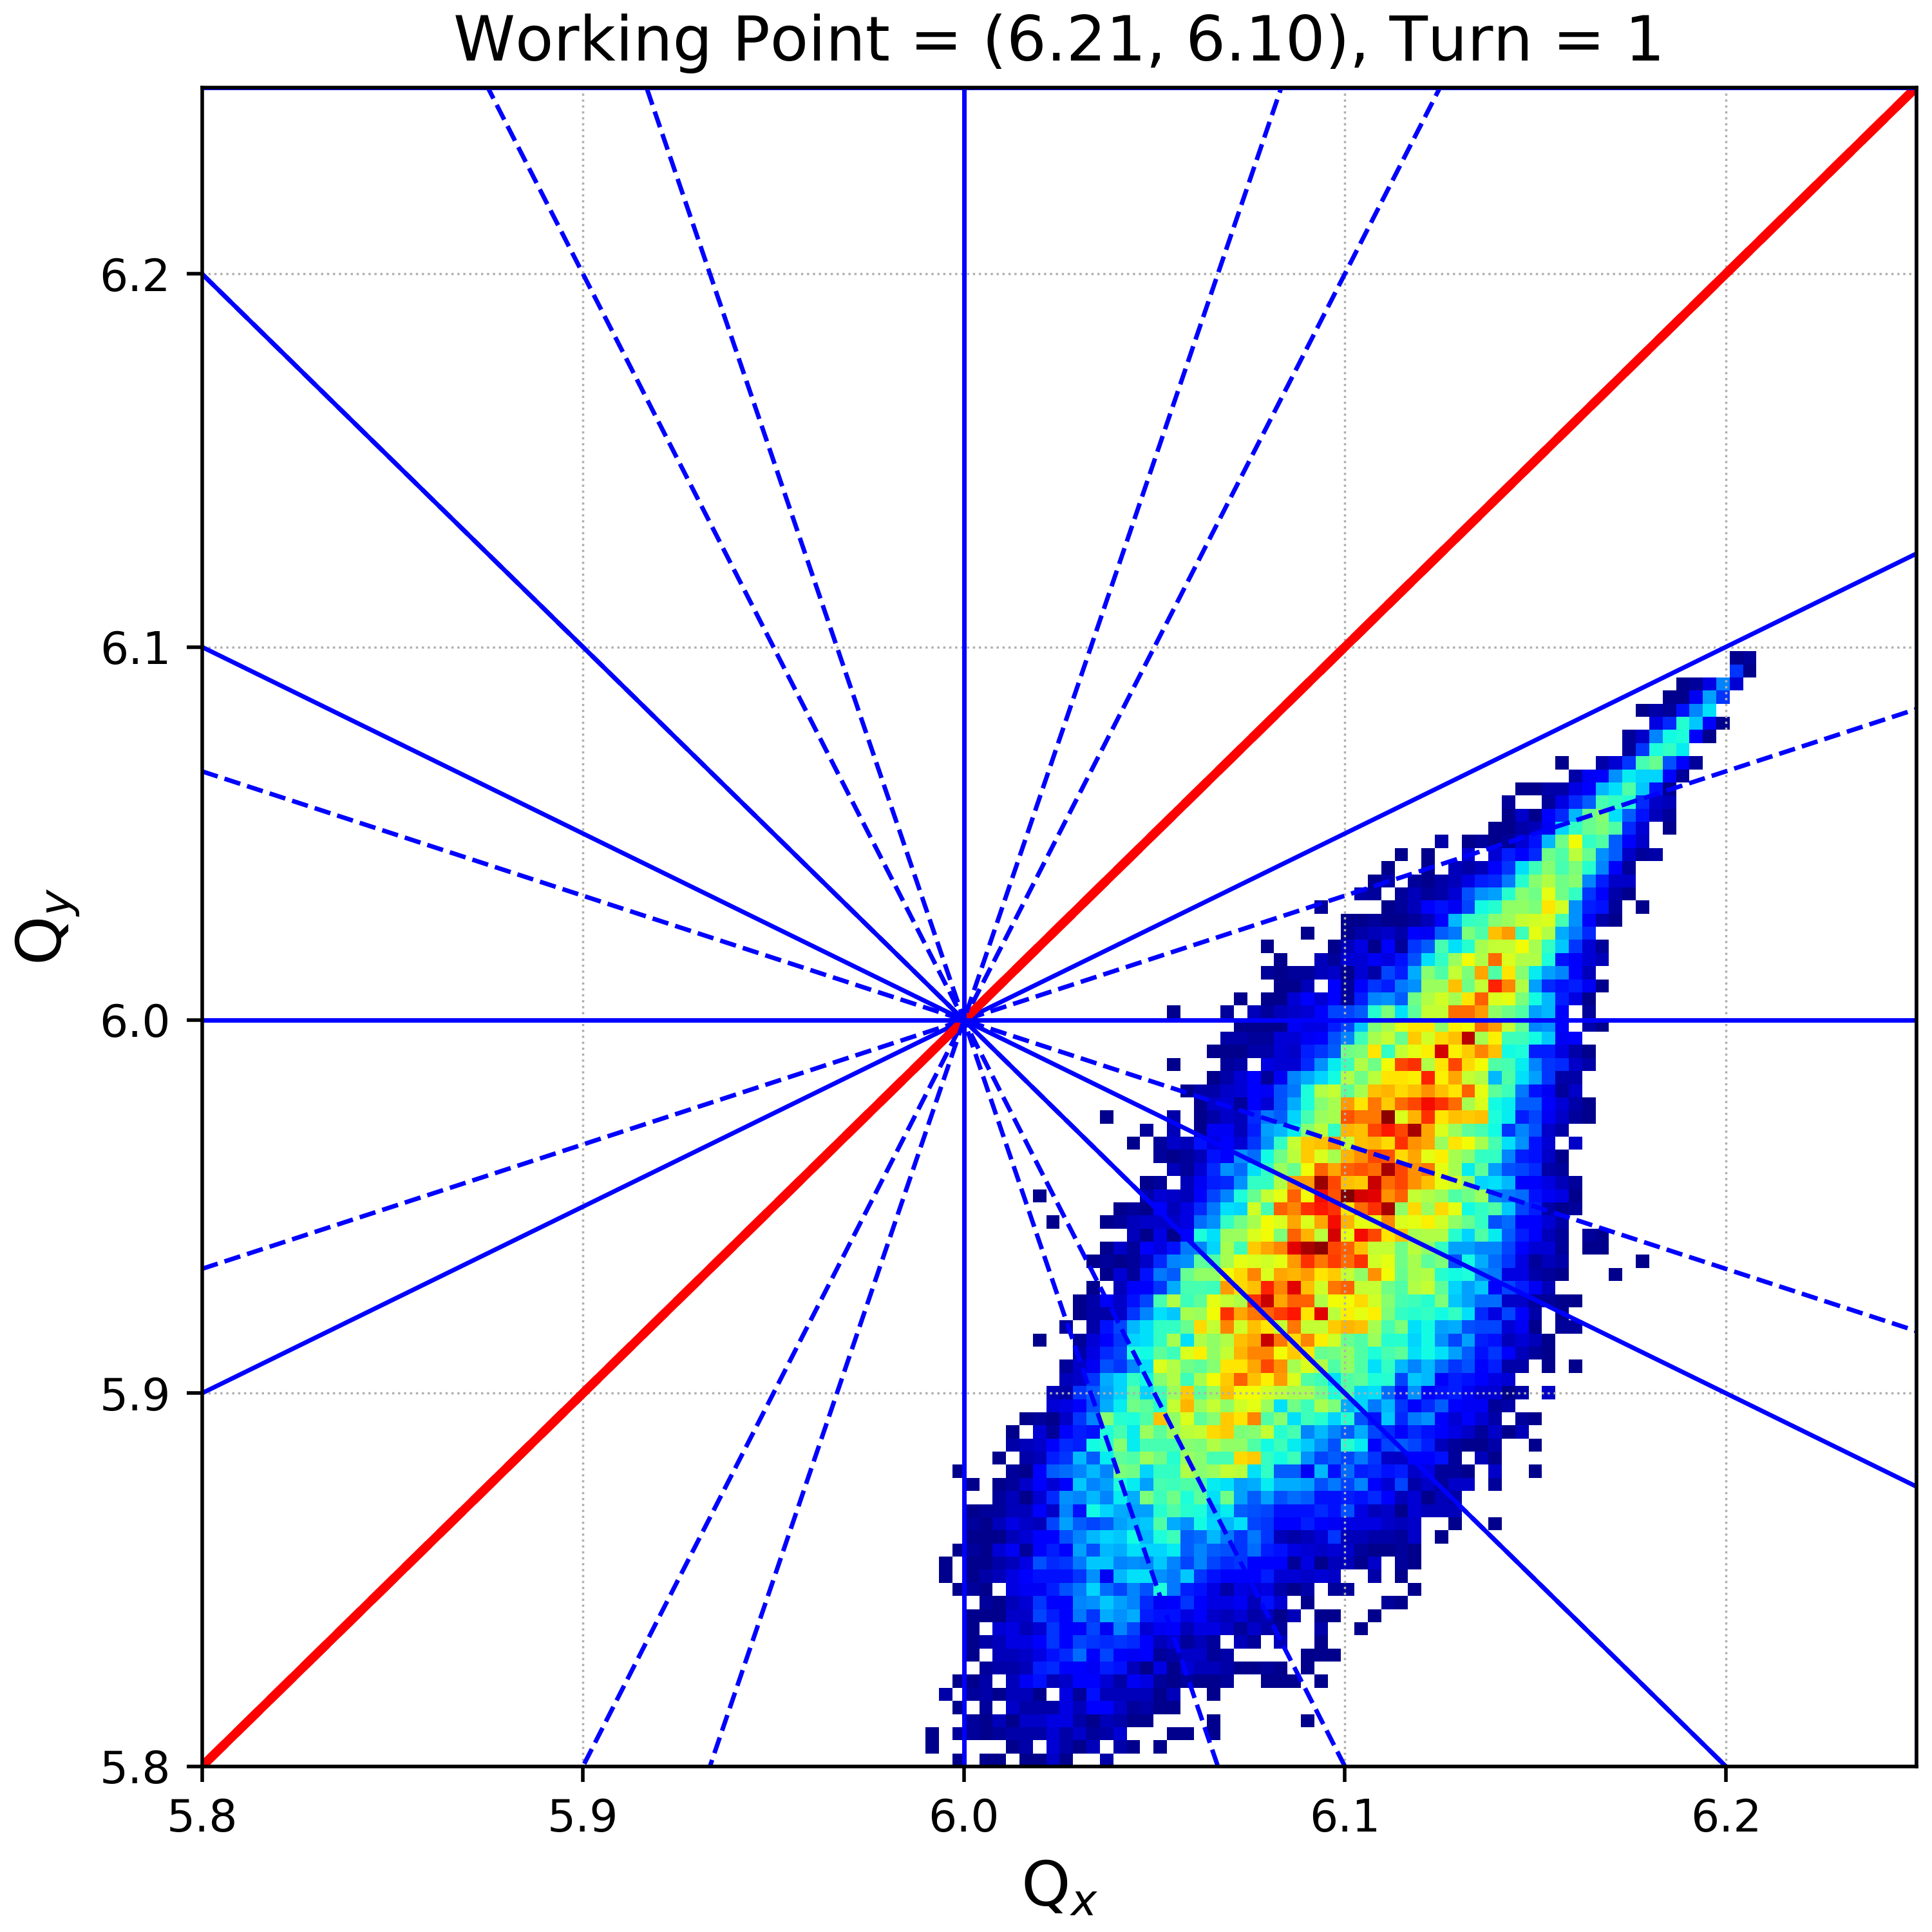 Working Point = (6.21, 6.10), Turn = 1
6.2
6.1
6.0
5.9
5.8
Qy
5.8 5.9 6.0 6.1 6.2
Qx